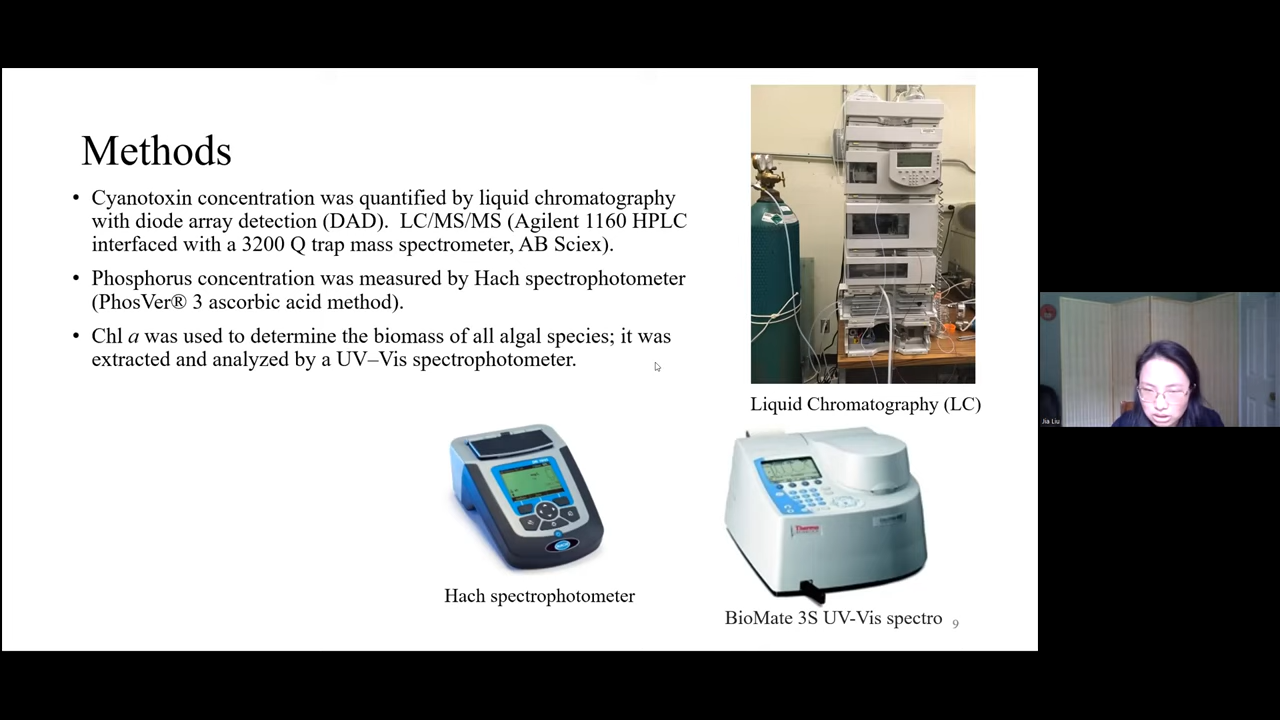 Methods
• Cyanotoxin concentration was quantified by liquid chromatography
with diode array detection (DAD). LC/MS/MS (Agilent 1160 HPLC
interfaced with a 3200 Q trap mass spectrometer, AB Sciex).
• Phosphorus concentration was measured by Hach spectrophotometer
(PhosVer® 3 ascorbic acid method).
• Chl a was used to determine the biomass of all algal species; it was
extracted and analyzed by a UV–Vis spectrophotometer.
Liquid Chromatography (LC)
Thermo
Hach spectrophotometer
BioMate 3S UV-Vis spectro
9
Jia Liu